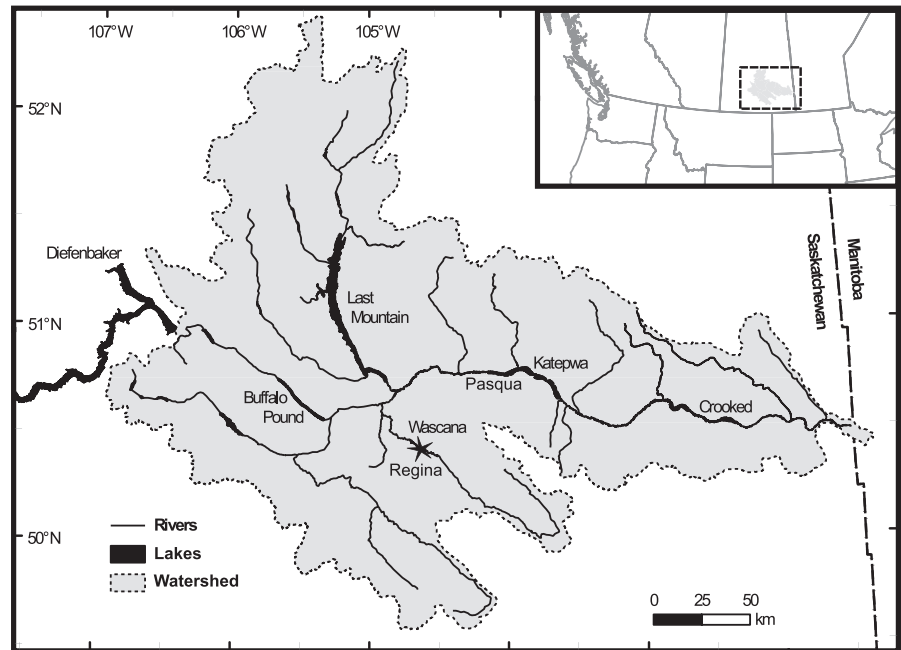 107°W
106°W
105°W
52°N
51°N
50°N
Diefenbaker
Last
Mountain
Saskatchewan
Manitoba
Katepwa
Pasqua
Buffalo
Pound
Crooked
Wascana
Regina
Rivers
Lakes
Watershed
0 25 50
km